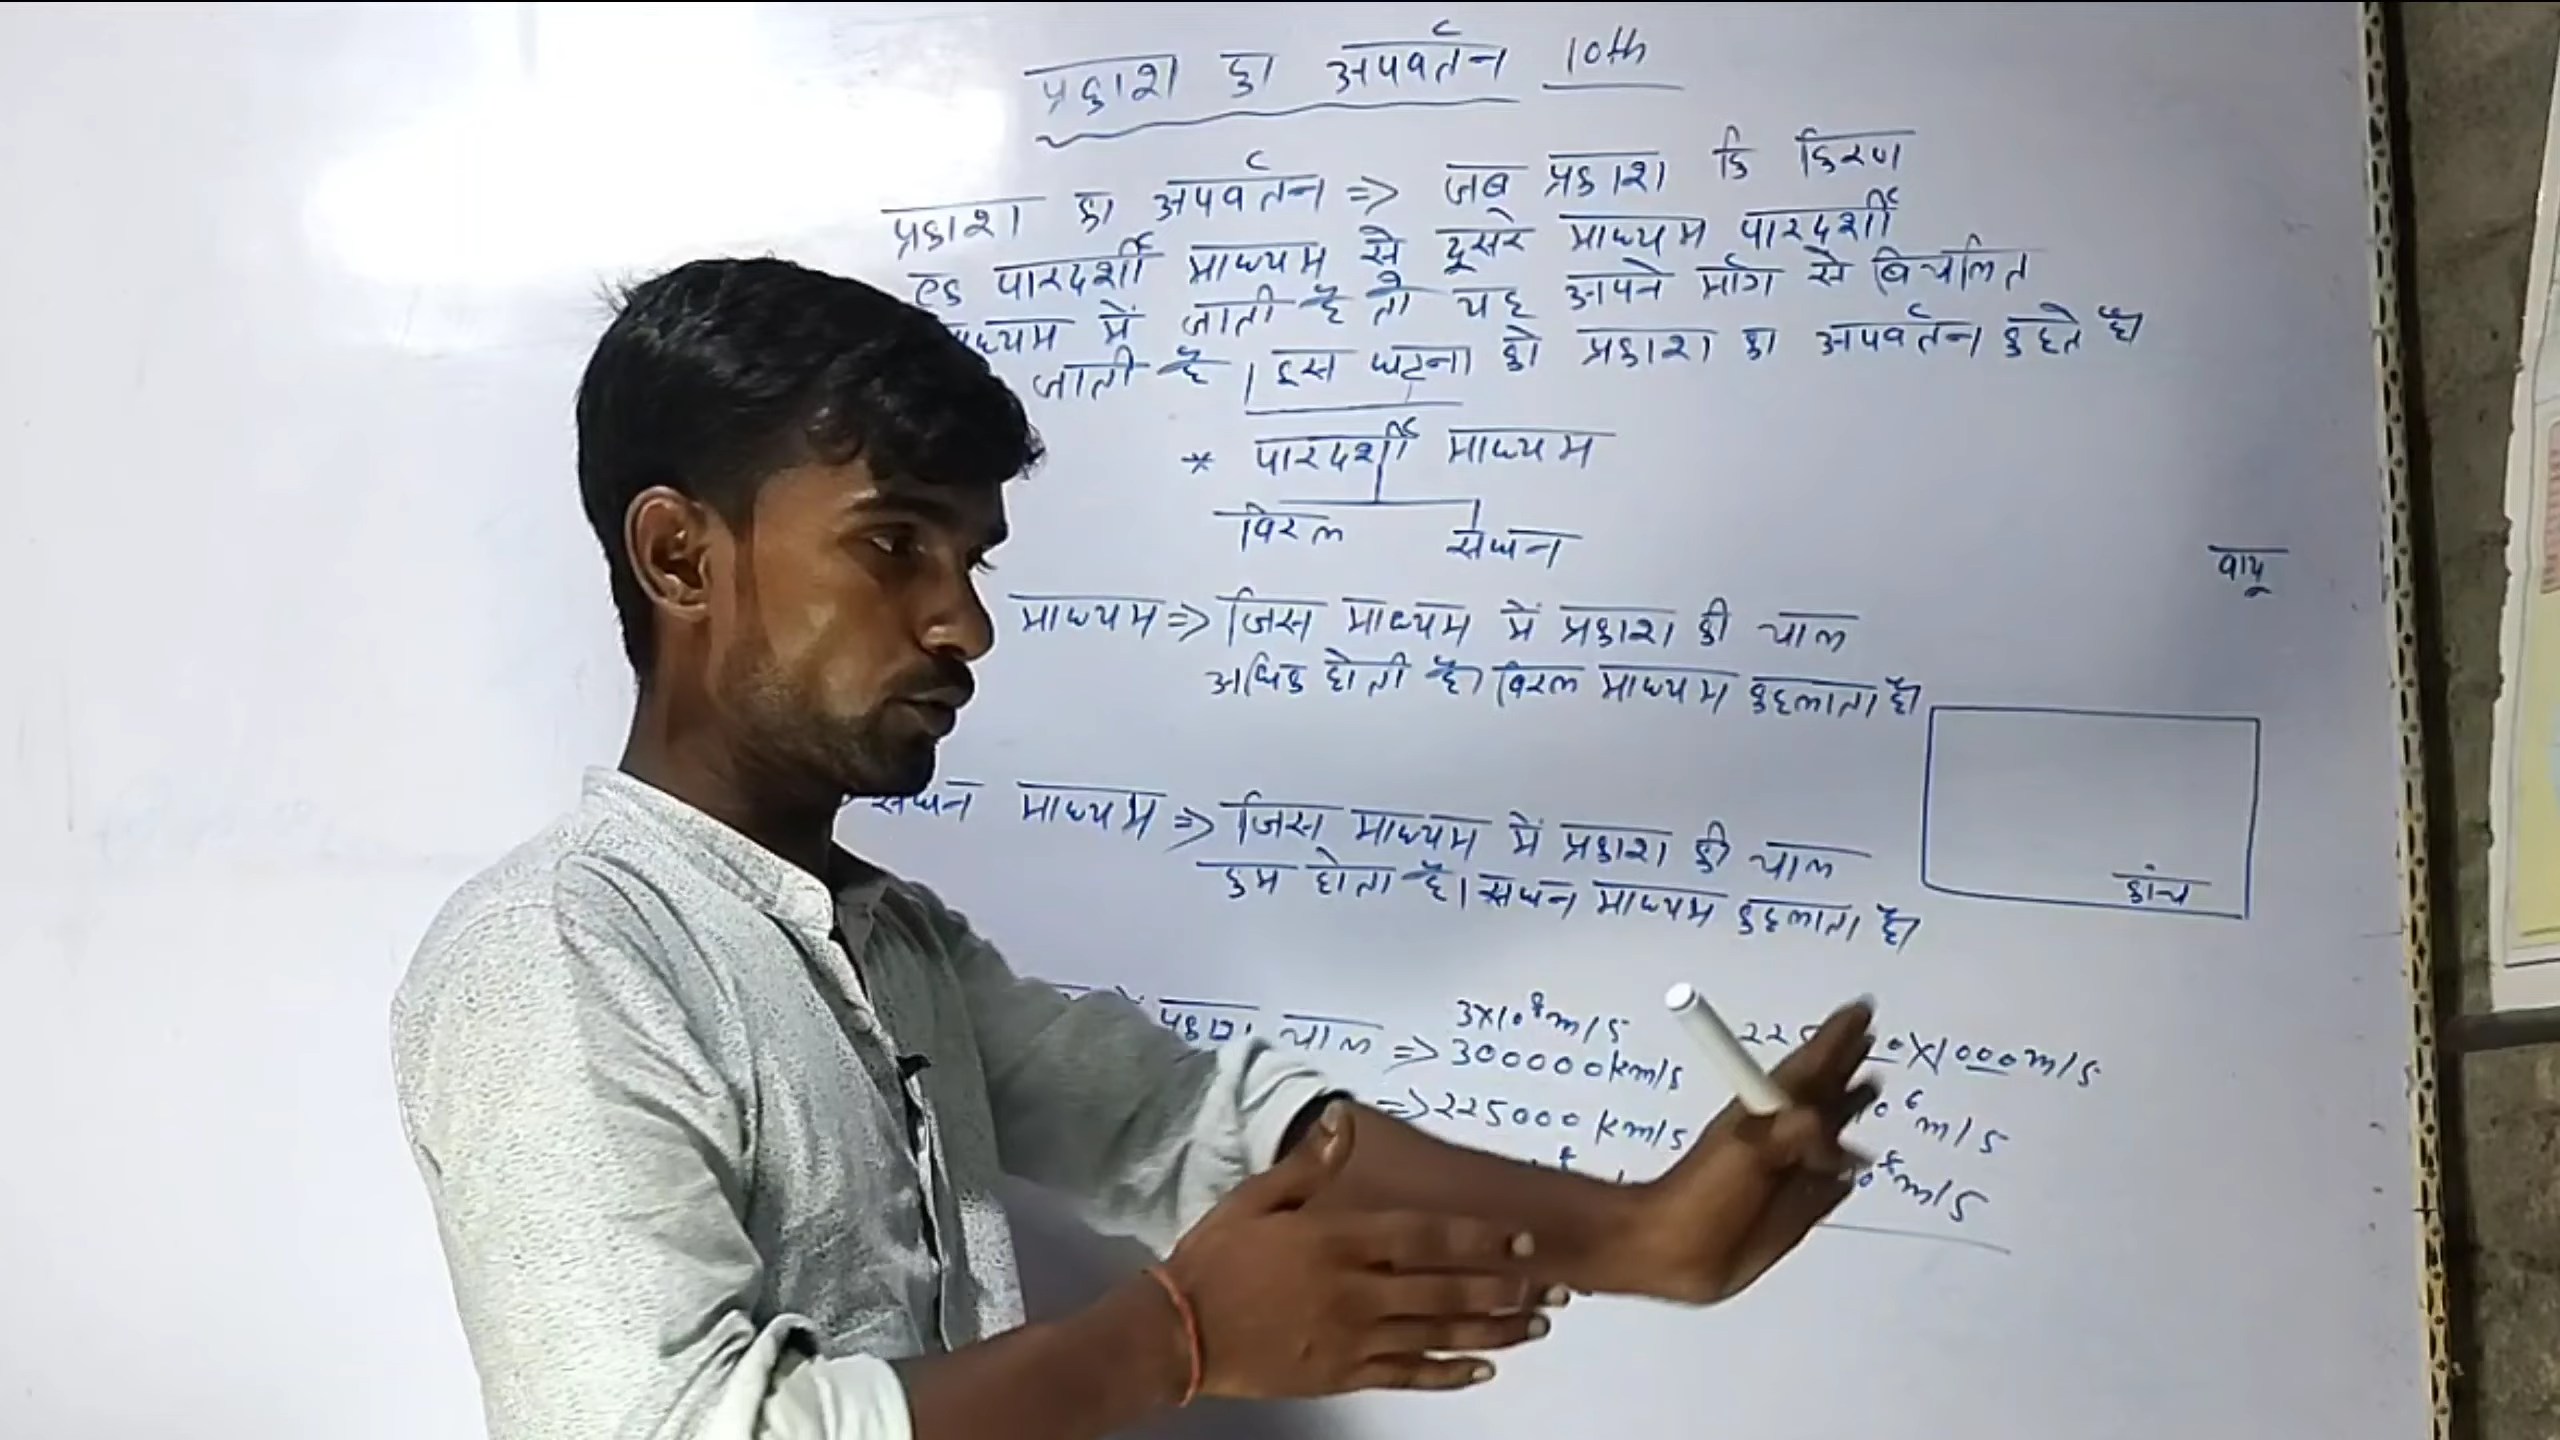 प्रकाश का अपवर्तन 10th
प्रकाश का अपवर्तन => जब प्रकाश कि किरण
एक पारदर्शी माध्यम से दूसरे माध्यम पारदर्शी
माध्यम में जाती है तो यह अपने मार्ग से बिचलित
जाती है। इस घटना को प्रकाश का अपवर्तन कहते है
* पारदर्शी माध्यम
विरल सघन
वायु
माध्यम => जिस माध्यम में प्रकाश की चाल
अधिक होती है। विरल माध्यम कहलाता है।
सघन माध्यम => जिस माध्यम में प्रकाश की चाल
कम होता है। सघन माध्यम कहलाता है।
कांच
3x10⁸m/s
चाल => 300000km/s
x1000m/s
=> 225000 km/s
m/s
m/s